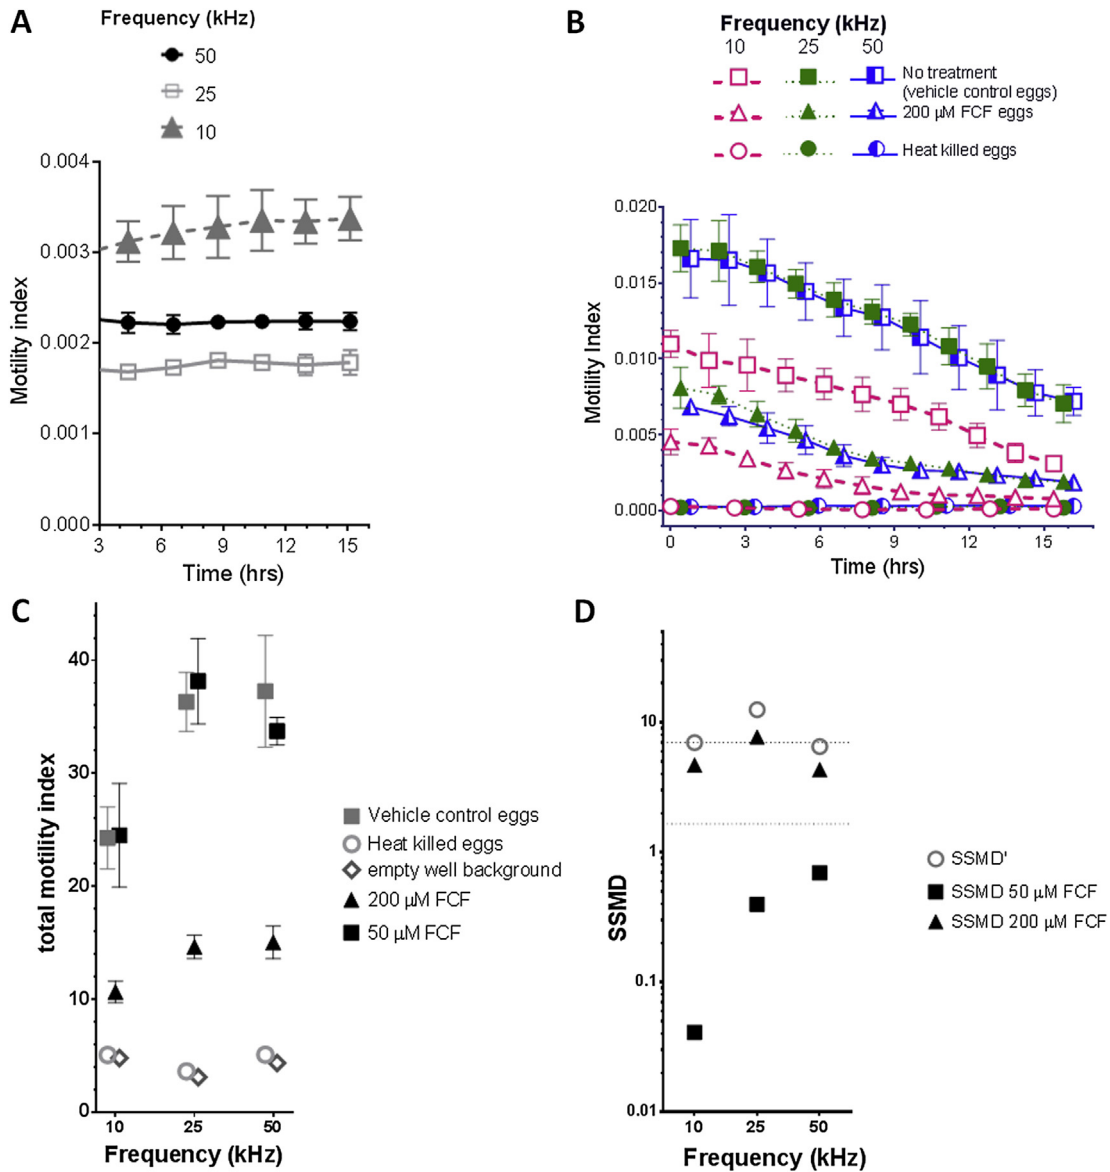 A
Frequency (kHz)
50
25
10
0.004
0.003
0.002
0.001
0.000
Motility index
3 6 9 12 15
Time (hrs)
B
Frequency (kHz)
10 25 50
No treatment
(vehicle control eggs)
200 µM FCF eggs
Heat killed eggs
0.020
0.015
0.010
0.005
0.000
Motility Index
0 3 6 9 12 15
Time (hrs)
C
40
30
20
10
0
total motility index
10 25 50
Frequency (kHz)
Vehicle control eggs
Heat killed eggs
empty well background
200 µM FCF
50 µM FCF
D
10
1
0.1
0.01
SSMD
10 25 50
Frequency (kHz)
SSMD'
SSMD 50 µM FCF
SSMD 200 µM FCF